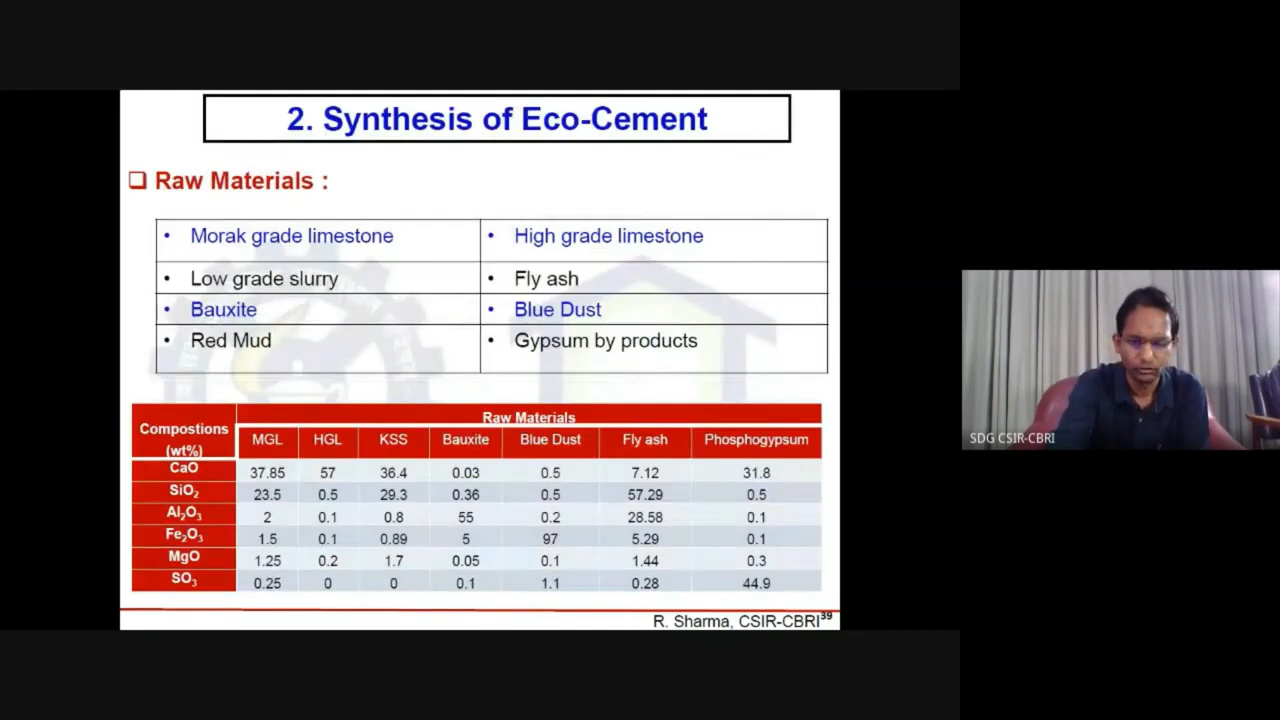 2. Synthesis of Eco-Cement
❑ Raw Materials :
• Morak grade limestone • High grade limestone
• Low grade slurry • Fly ash
• Bauxite • Blue Dust
• Red Mud • Gypsum by products
Compostions (wt%) Raw Materials
MGL HGL KSS Bauxite Blue Dust Fly ash Phosphogypsum
CaO 37.85 57 36.4 0.03 0.5 7.12 31.8
SiO₂ 23.5 0.5 29.3 0.36 0.5 57.29 0.5
Al₂O₃ 2 0.1 0.8 55 0.2 28.58 0.1
Fe₂O₃ 1.5 0.1 0.89 5 97 5.29 0.1
MgO 1.25 0.2 1.7 0.05 0.1 1.44 0.3
SO₃ 0.25 0 0 0.1 1.1 0.28 44.9
R. Sharma, CSIR-CBRI 39
SDG CSIR-CBRI